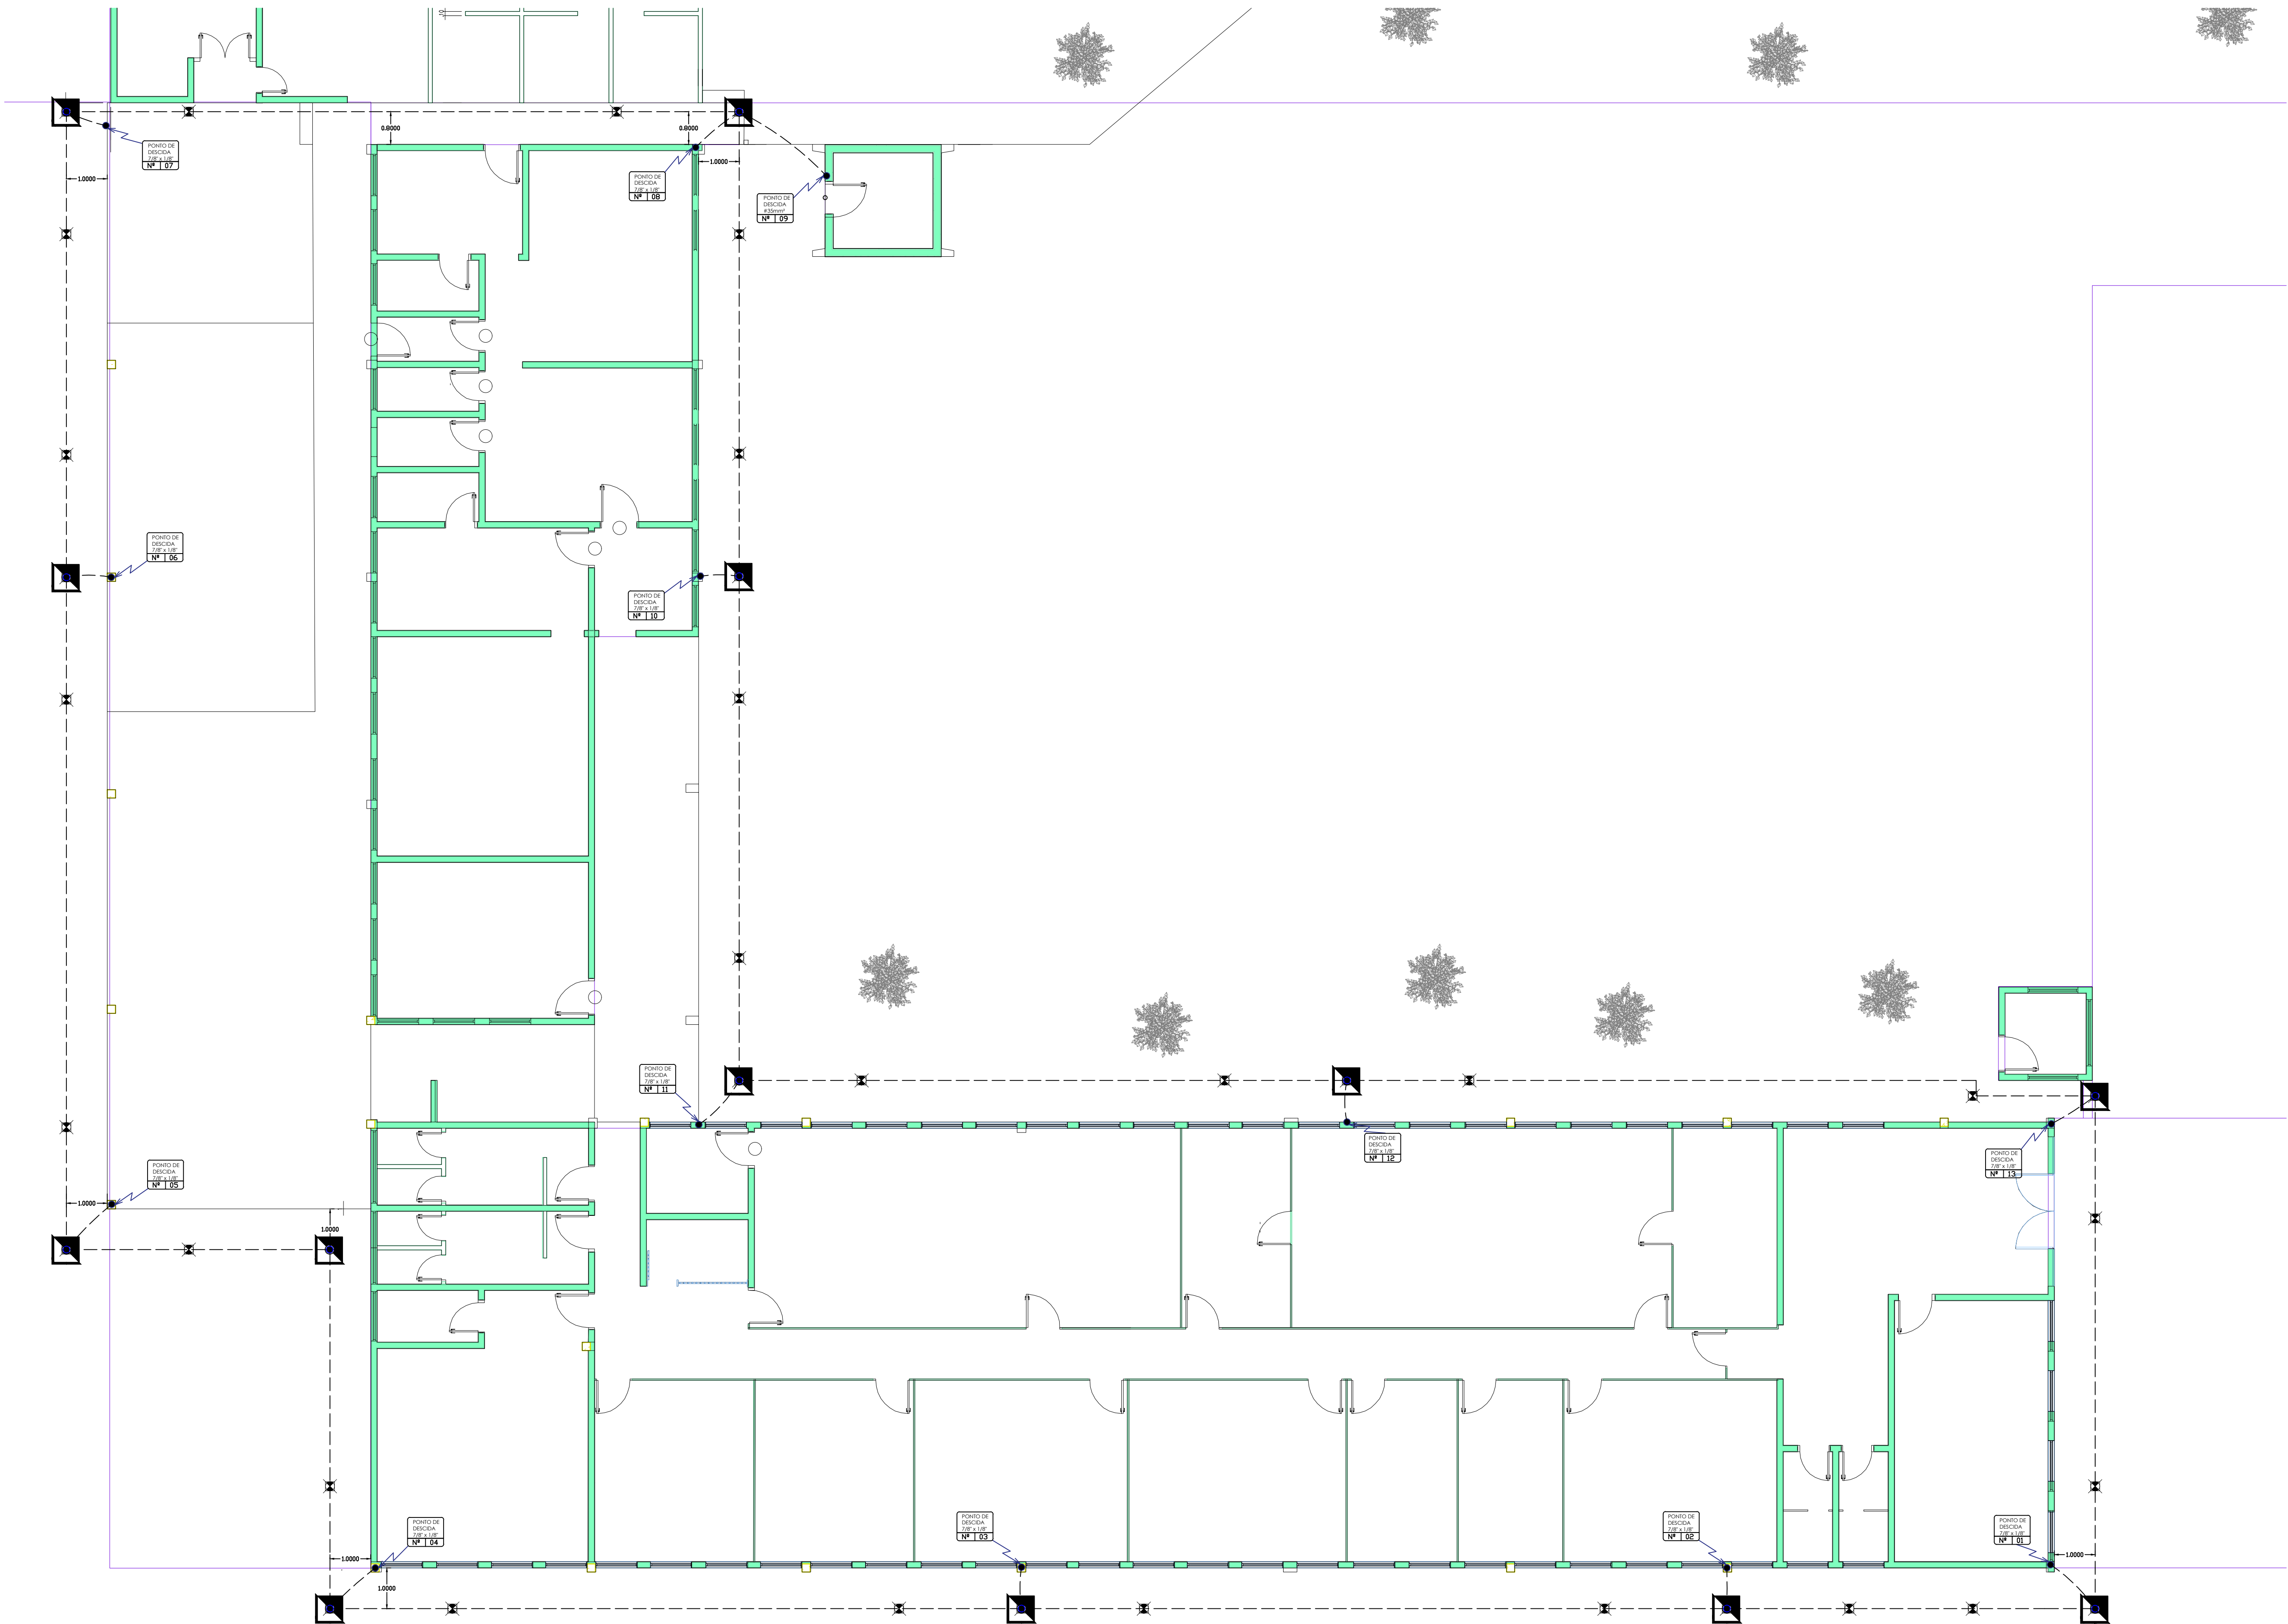 0.8000
0.8000
PONTO DE
DESCIDA
7/8" x 1/8"
Nº 07
1.0000
1.0000
PONTO DE
DESCIDA
7/8" x 1/8"
Nº 08
PONTO DE
DESCIDA
#35mm²
Nº 09
PONTO DE
DESCIDA
7/8" x 1/8"
Nº 06
PONTO DE
DESCIDA
7/8" x 1/8"
Nº 10
PONTO DE
DESCIDA
7/8" x 1/8"
Nº 11
PONTO DE
DESCIDA
7/8" x 1/8"
Nº 12
PONTO DE
DESCIDA
7/8" x 1/8"
Nº 13
PONTO DE
DESCIDA
7/8" x 1/8"
Nº 05
1.0000
1.0000
PONTO DE
DESCIDA
7/8" x 1/8"
Nº 04
PONTO DE
DESCIDA
7/8" x 1/8"
Nº 03
PONTO DE
DESCIDA
7/8" x 1/8"
Nº 02
PONTO DE
DESCIDA
7/8" x 1/8"
Nº 01
1.0000
1.0000
1.0000